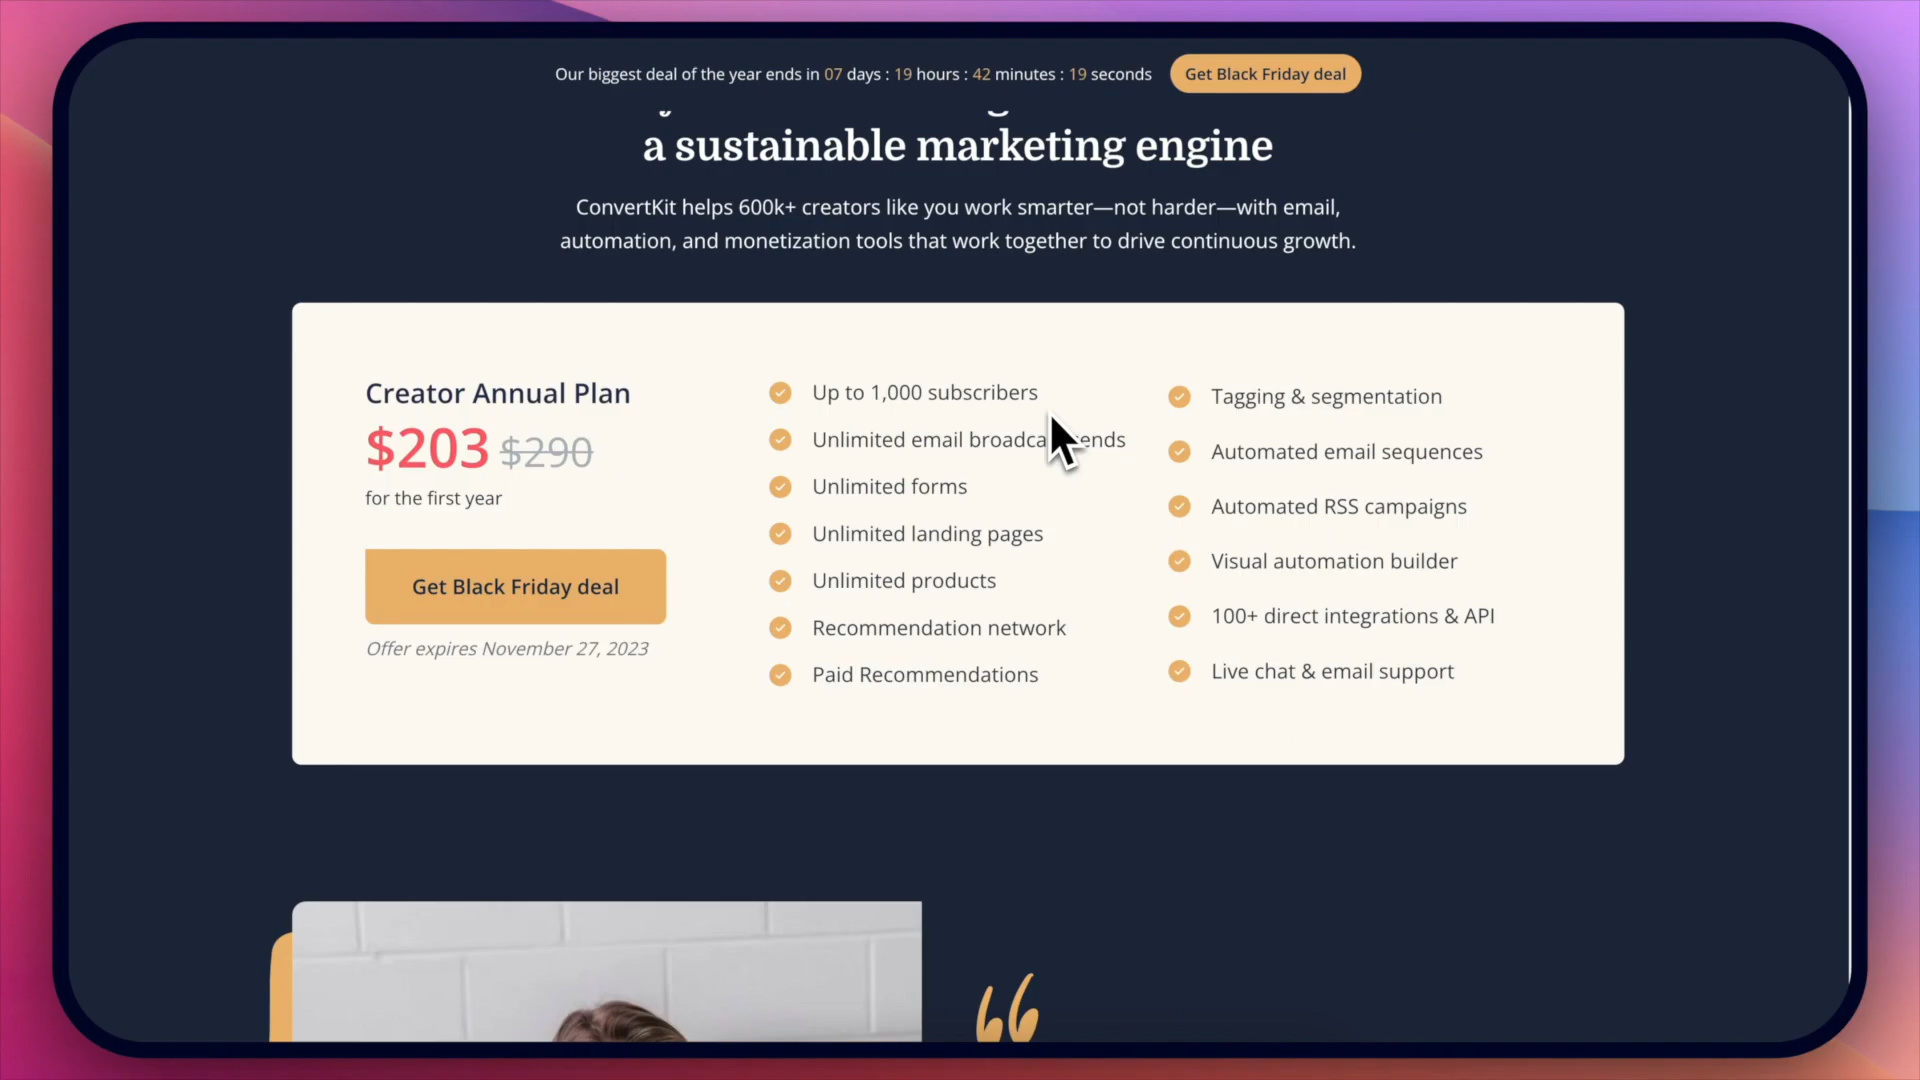 Our biggest deal of the year ends in 07 days : 19 hours : 42 minutes : 19 seconds
Get Black Friday deal
a sustainable marketing engine
ConvertKit helps 600k+ creators like you work smarter—not harder—with email,
automation, and monetization tools that work together to drive continuous growth.
Creator Annual Plan
$203 $290
for the first year
Get Black Friday deal
Offer expires November 27, 2023
Up to 1,000 subscribers
Unlimited email
Unlimited forms
Unlimited landing pages
Unlimited products
Recommendation network
Paid Recommendations
Tagging & segmentation
Automated email sequences
Automated RSS campaigns
Visual automation builder
100+ direct integrations & API
Live chat & email support